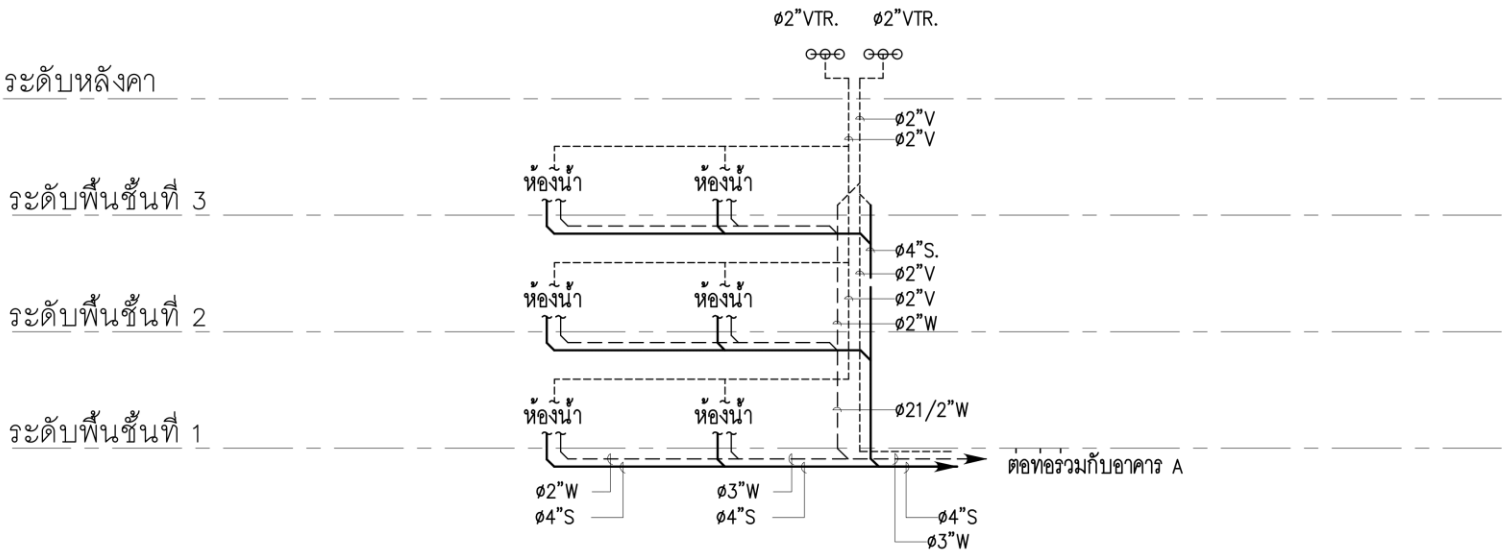 ø2"VTR. ø2"VTR.
ระดับหลังคา
ø2"V
ø2"V
ห้องน้ำ ห้องน้ำ
ระดับพื้นชั้นที่ 3
ø4"S.
ø2"V
ห้องน้ำ ห้องน้ำ
ø2"V
ระดับพื้นชั้นที่ 2
ø2"W
ห้องน้ำ ห้องน้ำ
ø21/2"W
ระดับพื้นชั้นที่ 1
ต่อท่อรวมกับอาคาร A
ø2"W ø3"W
ø4"S ø4"S ø4"S
ø3"W